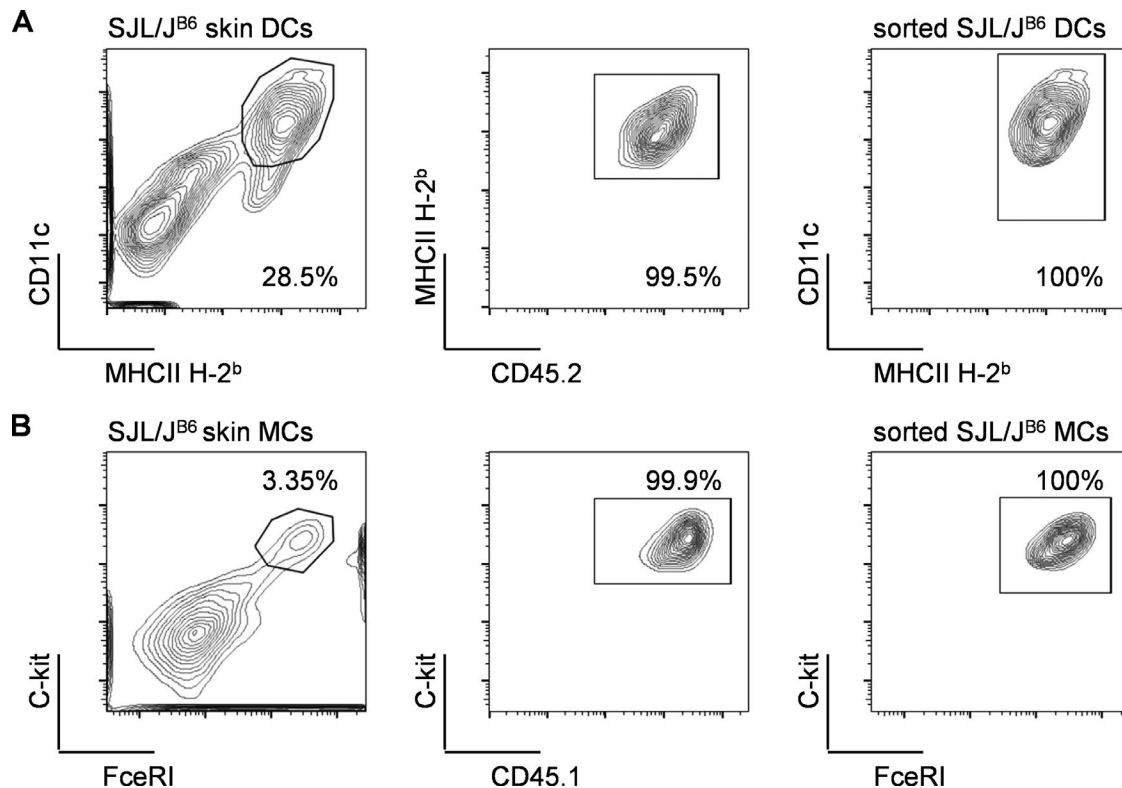 A
SJL/J^B6 skin DCs
sorted SJL/J^B6 DCs
CD11c
28.5%
MHCII H-2^b
MHCII H-2^b
99.5%
CD45.2
CD11c
100%
MHCII H-2^b
B
SJL/J^B6 skin MCs
sorted SJL/J^B6 MCs
C-kit
3.35%
FceRI
C-kit
99.9%
CD45.1
C-kit
100%
FceRI